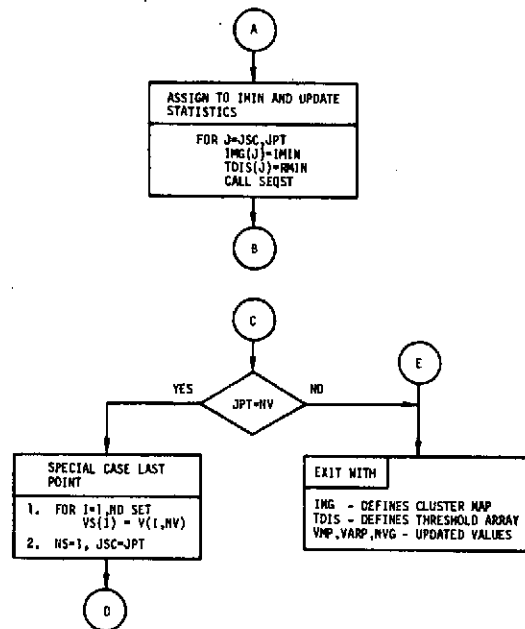 A
ASSIGN TO IMIN AND UPDATE
STATISTICS
FOR J=JSC,JPT
IMG(J)=IMIN
TDIS(J)=RMIN
CALL SEQST
B
C
E
YES
NO
JPT=NV
SPECIAL CASE LAST
POINT
1. FOR I=1,ND SET
VS(I) = V(I,NV)
2. NS=1, JSC=JPT
EXIT WITH
IMG - DEFINES CLUSTER MAP
TDIS - DEFINES THRESHOLD ARRAY
VMP,VARP,NVG - UPDATED VALUES
D